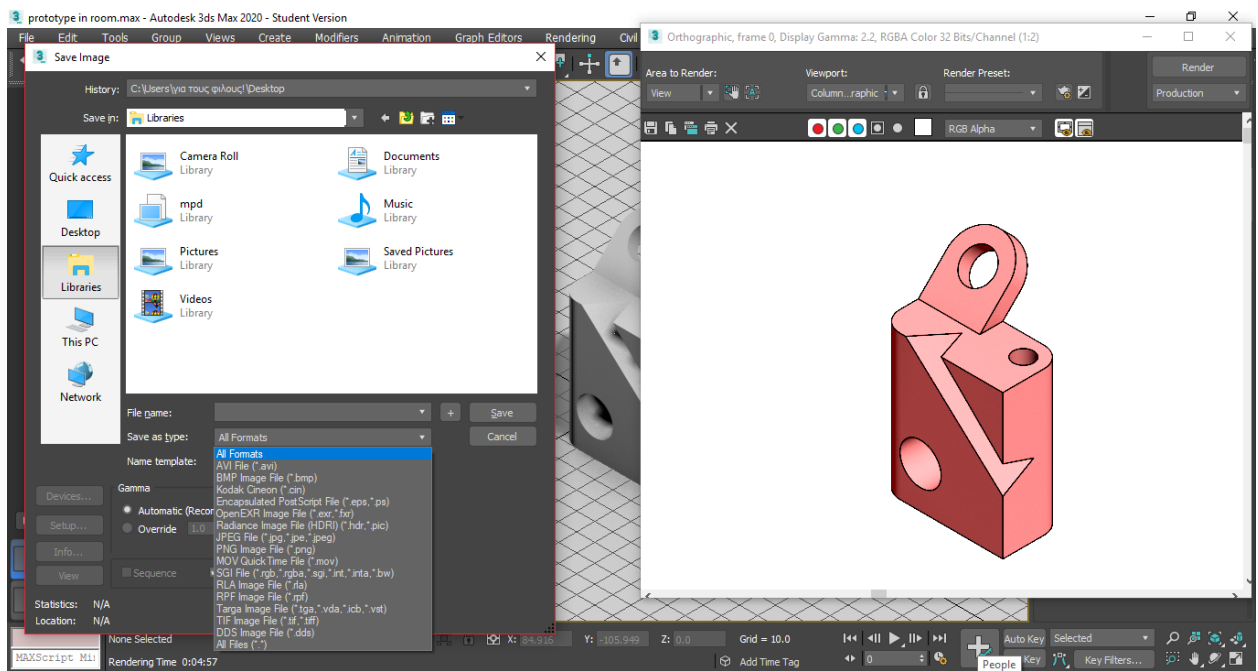 prototype in room.max - Autodesk 3ds Max 2020 - Student Version
File Edit Tools Group Views Create Modifiers Animation Graph Editors Rendering Civil
Save Image
History: C:\Users\για τους φιλους!\Desktop
Save in: Libraries
Quick access
Desktop
Libraries
This PC
Network
Camera Roll
Library
Documents
Library
mpd
Library
Music
Library
Pictures
Library
Saved Pictures
Library
Videos
Library
File name:
Save
Save as type: All Formats
Cancel
Name template:
All Formats
AVI File (*.avi)
BMP Image File (*.bmp)
Kodak Cineon (*.cin)
Encapsulated PostScript File (*.eps,*.ps)
OpenEXR Image File (*.exr,*.fxr)
Radiance Image File (HDRI) (*.hdr,*.pic)
JPEG File (*.jpg,*.jpe,*.jpeg)
PNG Image File (*.png)
MOV QuickTime File (*.mov)
SGI File (*.rgb,*.rgba,*.sgi,*.int,*.inta,*.bw)
RLA Image File (*.rla)
RPF Image File (*.rpf)
Targa Image File (*.tga,*.vda,*.icb,*.vst)
TIF Image File (*.tif,*.tiff)
DDS Image File (*.dds)
All Files (*.*)
Devices...
Setup...
Info...
View
Gamma
Automatic
Override 1.0
Sequence
Statistics: N/A
Location: N/A
Orthographic, frame 0, Display Gamma: 2.2, RGBA Color 32 Bits/Channel (1:2)
Area to Render:
View
Viewport:
Column...raphic
Render Preset:
Render
Production
RGB Alpha
None Selected
X: 84.916 Y: -105.949 Z: 0.0 Grid = 10.0
Auto Key Selected
MAXScript Mi
Rendering Time 0:04:57
Add Time Tag
0
Key
Key Filters...
People